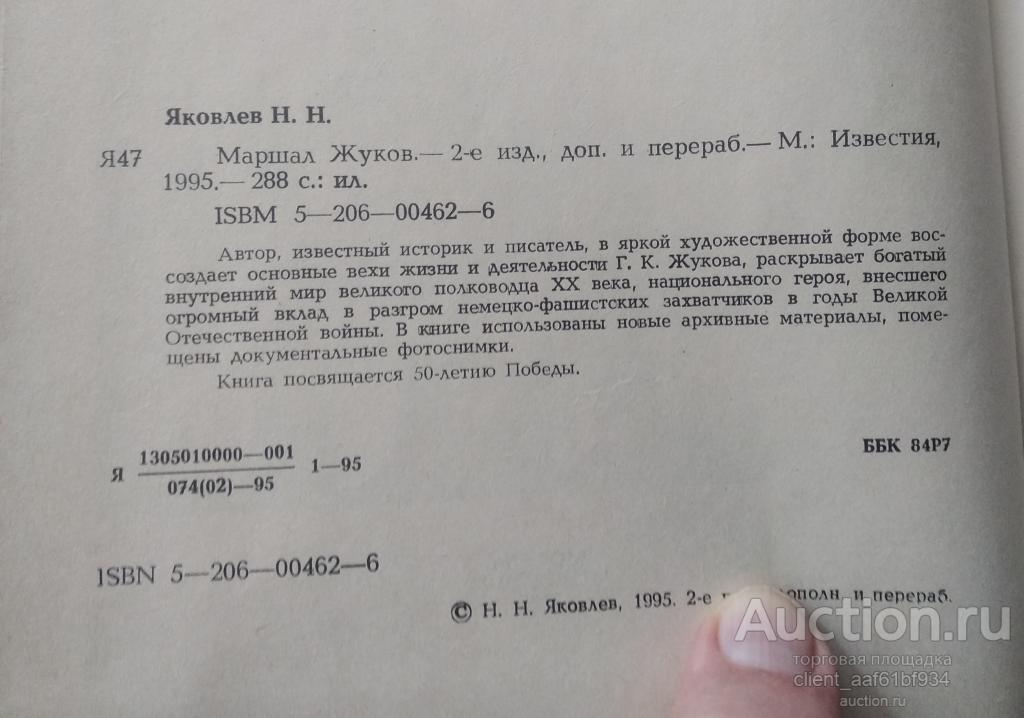 Яковлев Н. Н.
Я47 Маршал Жуков.— 2-е изд., доп. и перераб.— М.: Известия,
1995.— 288 с.: ил.
ISBM 5—206—00462—6
Автор, известный историк и писатель, в яркой художественной форме вос-
создает основные вехи жизни и деятельности Г. К. Жукова, раскрывает богатый
внутренний мир великого полководца XX века, национального героя, внесшего
огромный вклад в разгром немецко-фашистских захватчиков в годы Великой
Отечественной войны. В книге использованы новые архивные материалы, поме-
щены документальные фотоснимки.
Книга посвящается 50-летию Победы.
1305010000—001
Я 1—95
074(02)—95
ББК 84Р7
ISBN 5—206—00462—6
© Н. Н. Яковлев, 1995. 2-е и перераб.
Auction.ru
торговая площадка
client_aaf61bf934
auction.ru